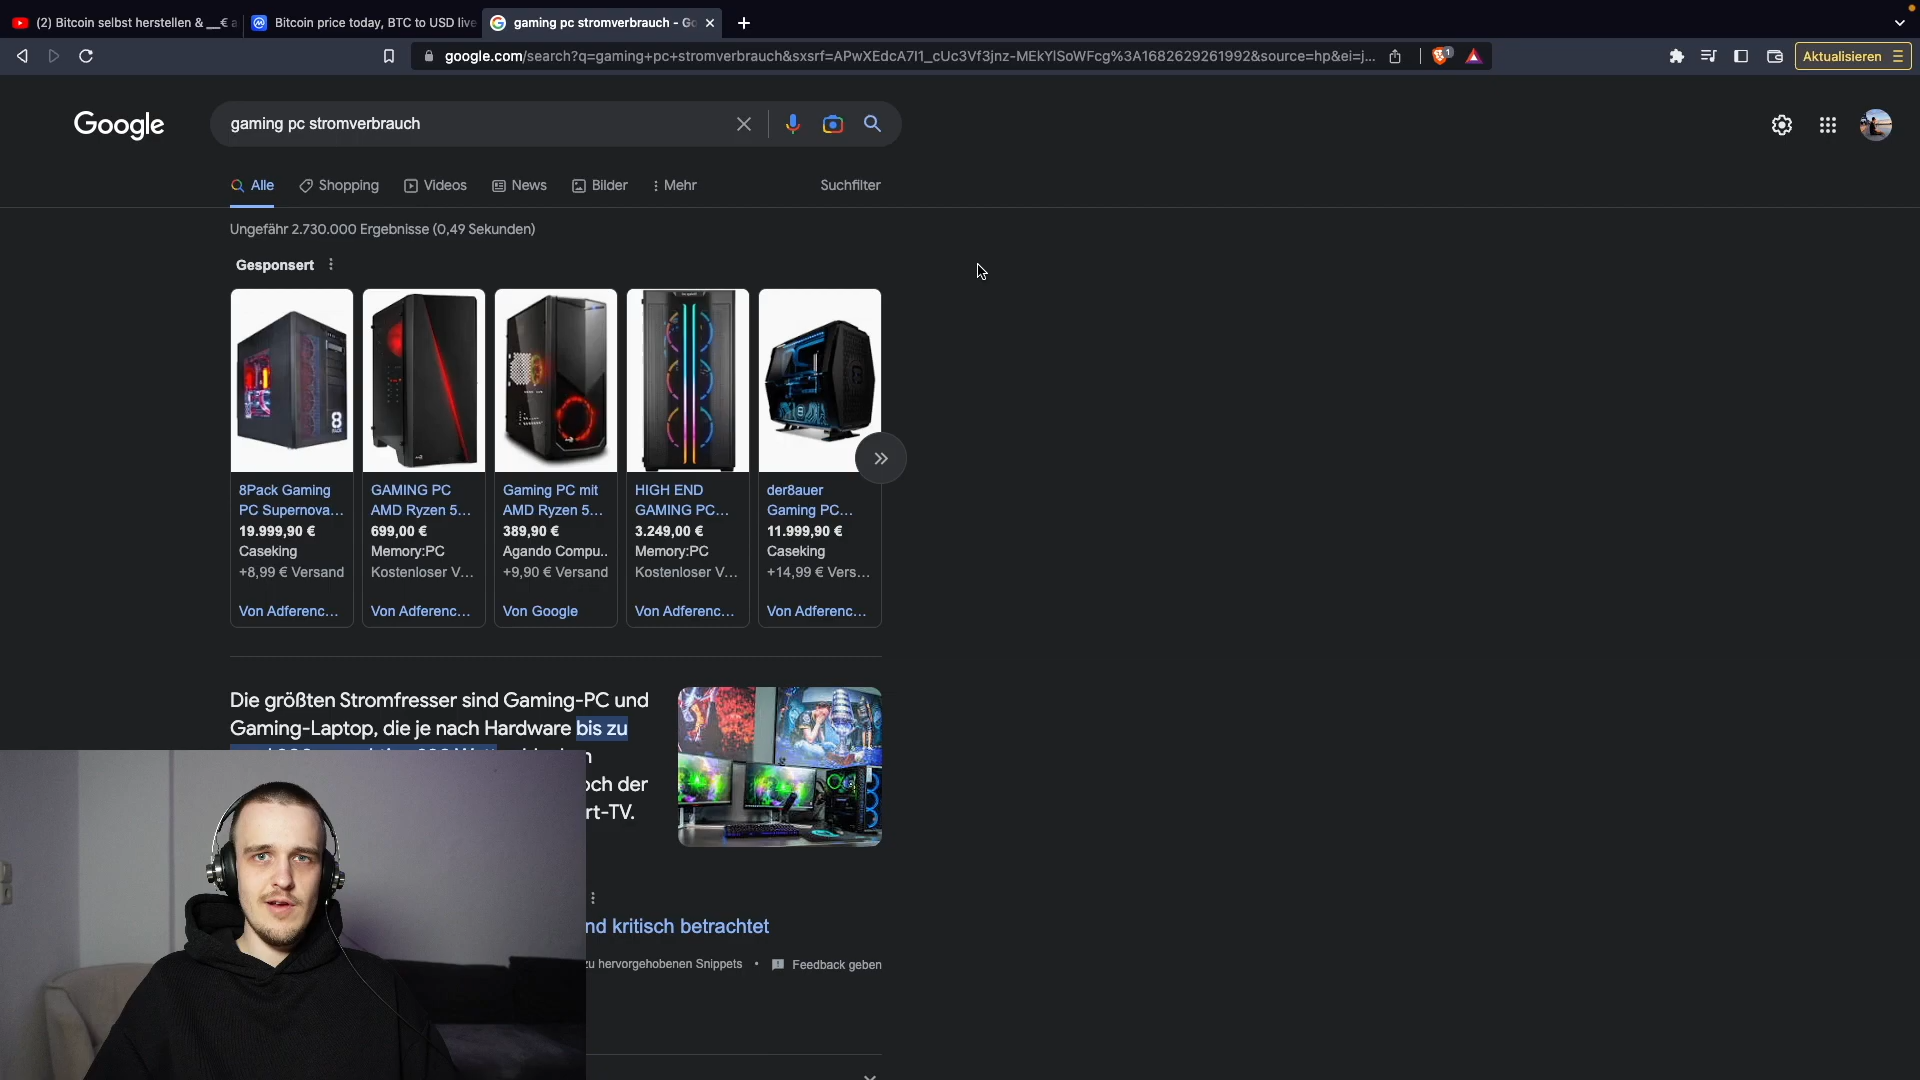 (2) Bitcoin selbst herstellen & __€ a
Bitcoin price today, BTC to USD live
gaming pc stromverbrauch - Go
google.com/search?q=gaming+pc+stromverbrauch&sxsrf=APwXEdcA7J1_cUc3Vf3jnz-MEkYlSoWFcg%3A1682629261992&source=hp&ei=j...
1
Aktualisieren
Google
gaming pc stromverbrauch
Alle
Shopping
Videos
News
Bilder
Mehr
Suchfilter
Ungefähr 2.730.000 Ergebnisse (0,49 Sekunden)
Gesponsert
8Pack Gaming
PC Supernova...
19.999,90 €
Caseking
+8,99 € Versand
Von Adferenc...
GAMING PC
AMD Ryzen 5...
699,00 €
Memory:PC
Kostenloser V...
Von Adferenc...
Gaming PC mit
AMD Ryzen 5...
389,90 €
Agando Compu..
+9,90 € Versand
Von Google
HIGH END
GAMING PC...
3.249,00 €
Memory:PC
Kostenloser V...
Von Adferenc...
der8auer
Gaming PC...
11.999,90 €
Caseking
+14,99 € Vers...
Von Adferenc...
Die größten Stromfresser sind Gaming-PC und
Gaming-Laptop, die je nach Hardware bis zu
och der
rt-TV.
nd kritisch betrachtet
zu hervorgehobenen Snippets • Feedback geben